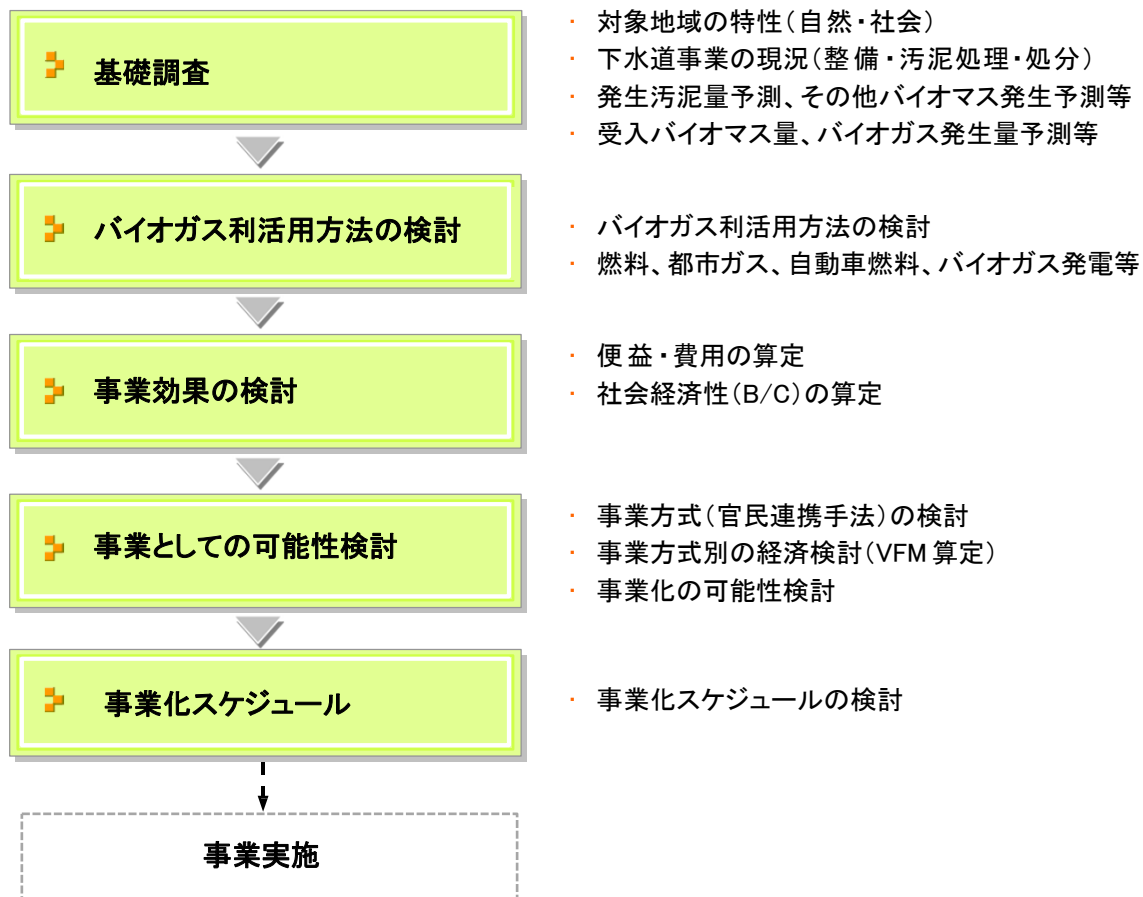 基礎調査
・ 対象地域の特性（自然・社会）
・ 下水道事業の現況（整備・汚泥処理・処分）
・ 発生汚泥量予測、その他バイオマス発生予測等
・ 受入バイオマス量、バイオガス発生量予測等
バイオガス利活用方法の検討
・ バイオガス利活用方法の検討
・ 燃料、都市ガス、自動車燃料、バイオガス発電等
事業効果の検討
・ 便益・費用の算定
・ 社会経済性（B/C）の算定
事業としての可能性検討
・ 事業方式（官民連携手法）の検討
・ 事業方式別の経済検討（VFM 算定）
・ 事業化の可能性検討
事業化スケジュール
・ 事業化スケジュールの検討
事業実施